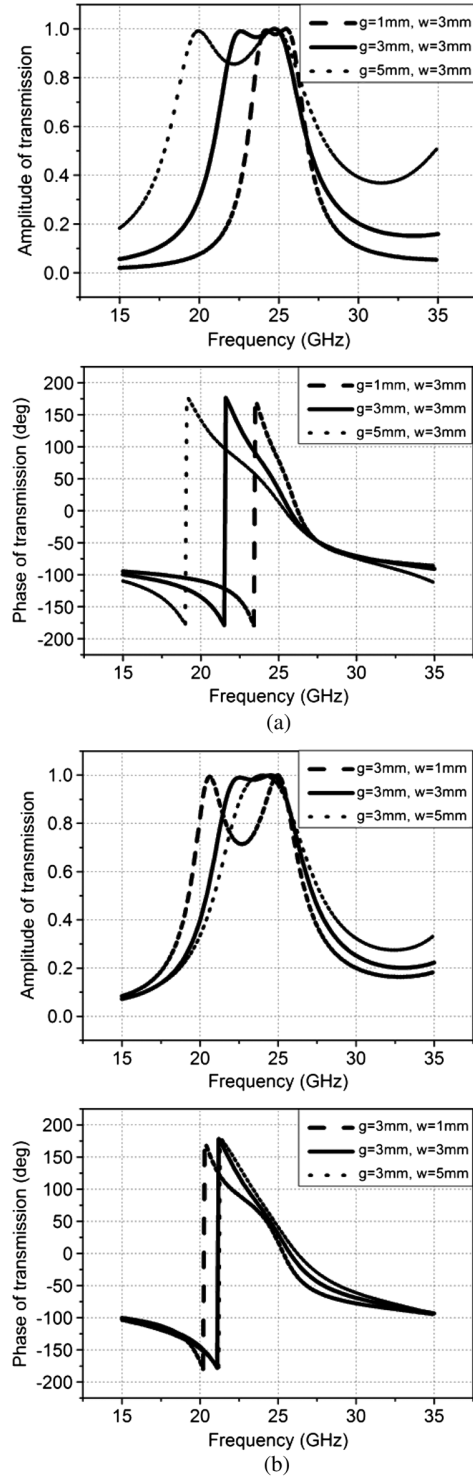 g=1mm, w=3mm
g=3mm, w=3mm
g=5mm, w=3mm
Amplitude of transmission
1.0
0.8
0.6
0.4
0.2
0.0
15 20 25 30 35
Frequency (GHz)
g=1mm, w=3mm
g=3mm, w=3mm
g=5mm, w=3mm
Phase of transmission (deg)
200
150
100
50
0
-50
-100
-150
-200
15 20 25 30 35
Frequency (GHz)
(a)
g=3mm, w=1mm
g=3mm, w=3mm
g=3mm, w=5mm
Amplitude of transmission
1.0
0.8
0.6
0.4
0.2
0.0
15 20 25 30 35
Frequency (GHz)
g=3mm, w=1mm
g=3mm, w=3mm
g=3mm, w=5mm
Phase of transmission (deg)
200
150
100
50
0
-50
-100
-150
-200
15 20 25 30 35
Frequency (GHz)
(b)